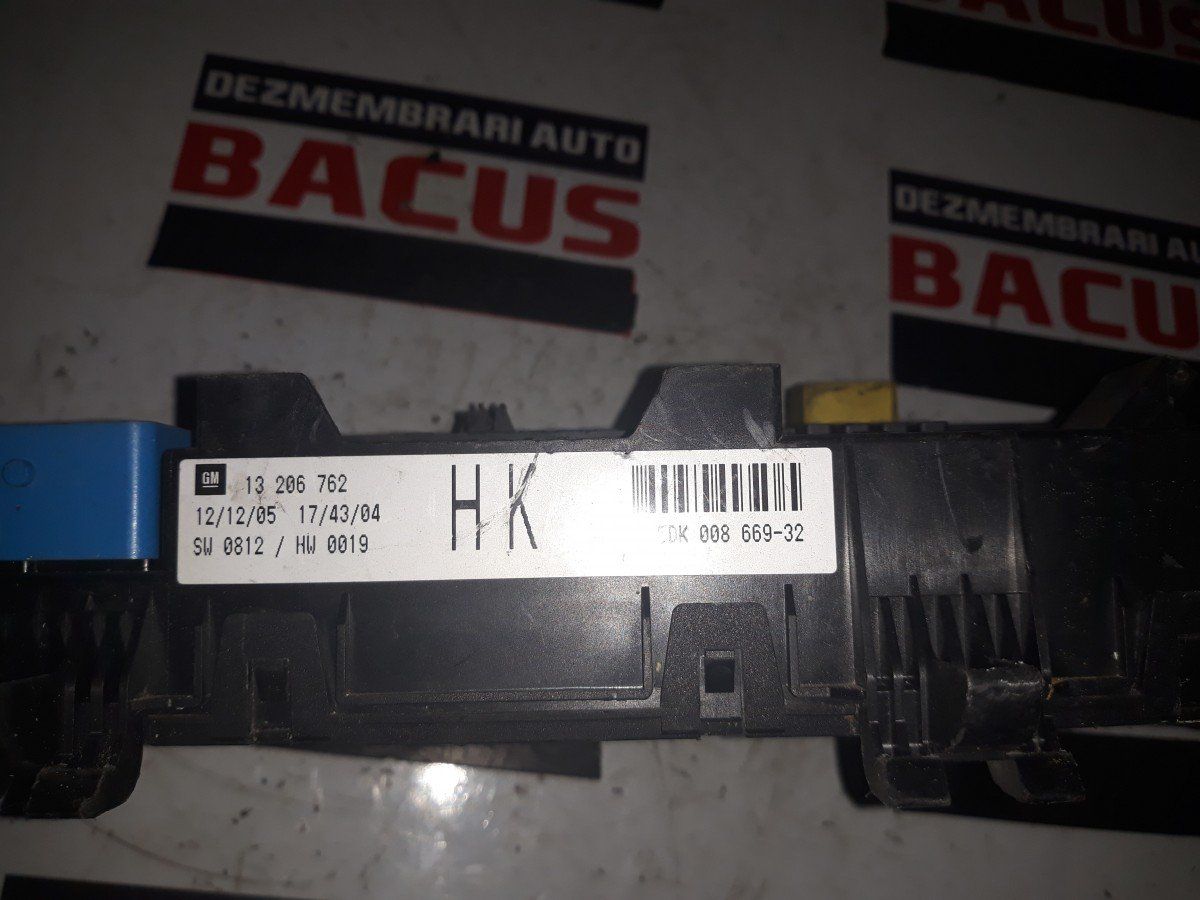 BACUS
DEZMEMBRARI AUTO
BACUS
DEZMEMBRARI AUTO
BACUS
GM
13 206 762
12/12/05 17/43/04
SW 0812 / HW 0019
HK
008 669-32